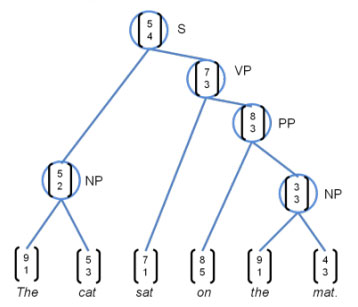 5 S
4
7 VP
3
8 PP
3
5 NP
2
3 NP
3
9 5 7 8 9 4
1 3 1 5 1 3
The cat sat on the mat.